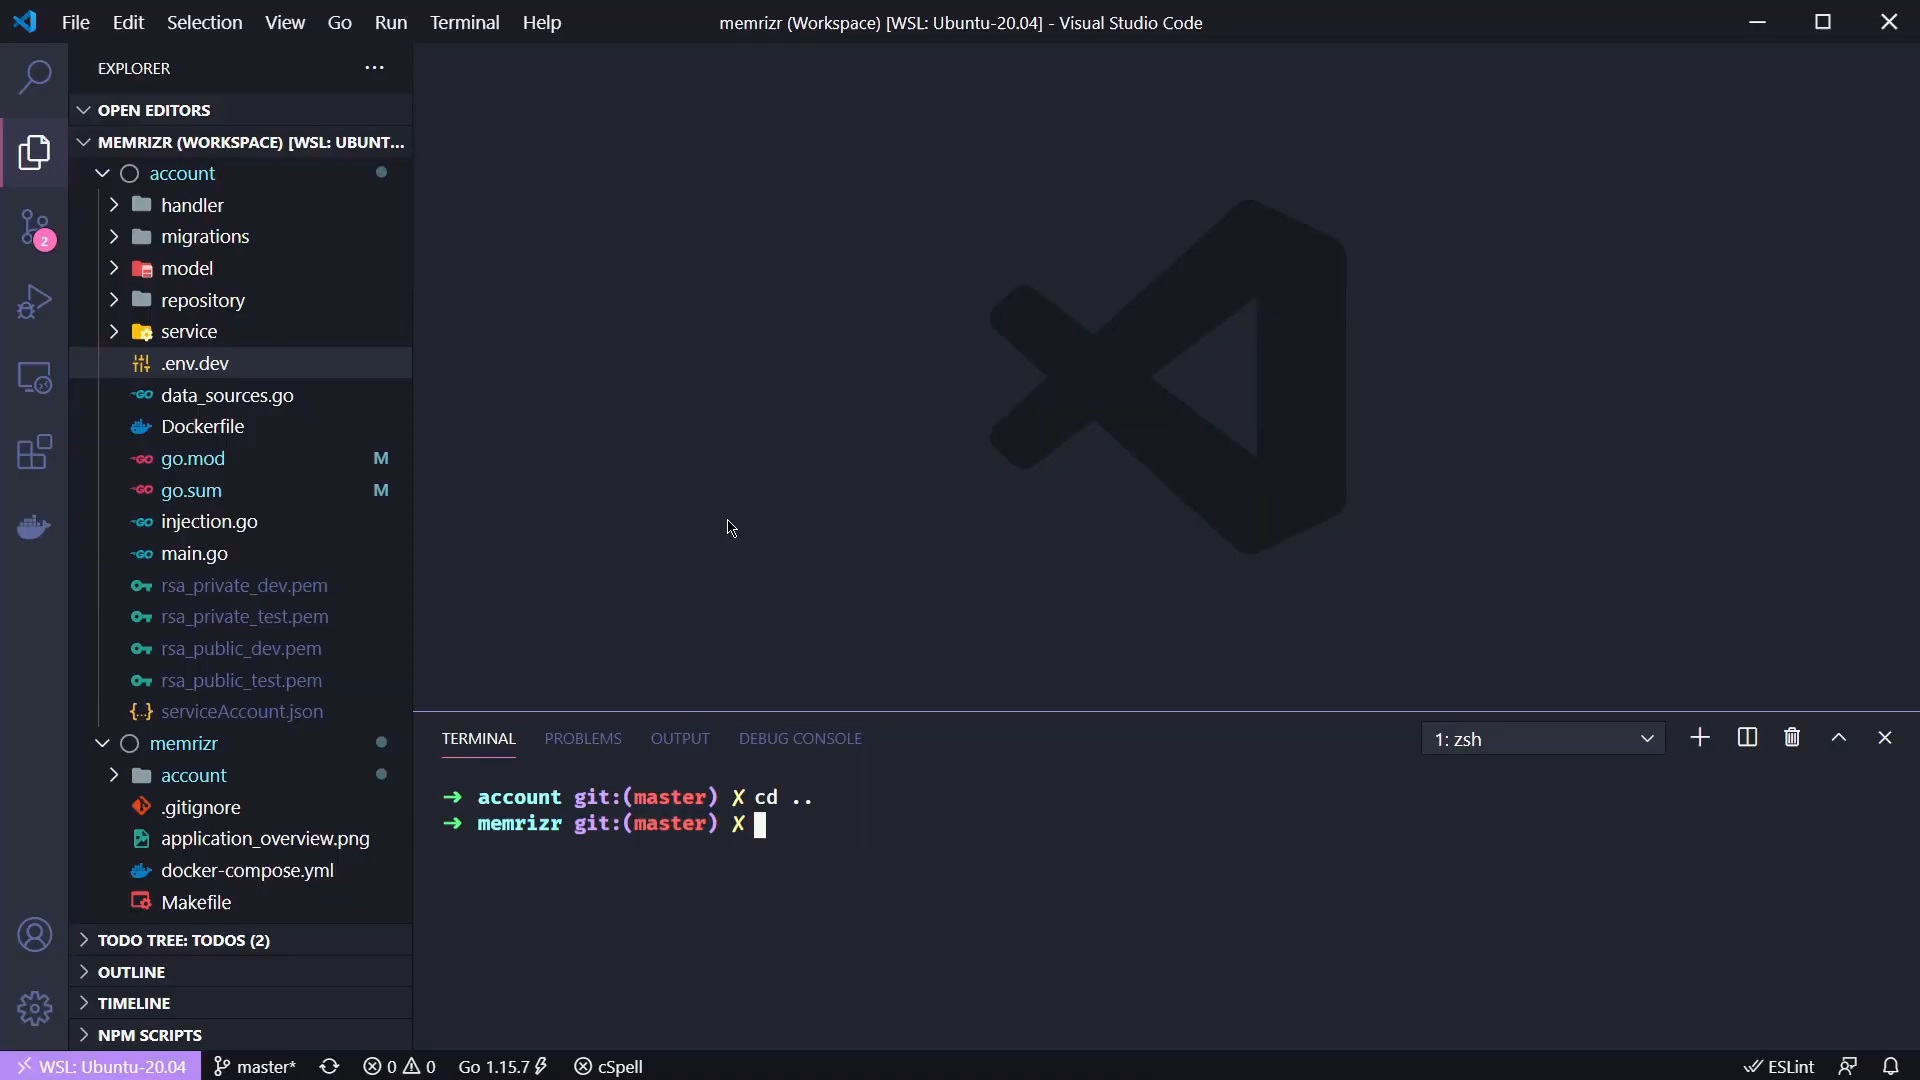 File Edit Selection View Go Run Terminal Help
memrizr (Workspace) [WSL: Ubuntu-20.04] - Visual Studio Code
EXPLORER
OPEN EDITORS
MEMRIZR (WORKSPACE) [WSL: UBUNT...
account
handler
migrations
model
repository
service
.env.dev
data_sources.go
Dockerfile
go.mod M
go.sum M
injection.go
main.go
rsa_private_dev.pem
rsa_private_test.pem
rsa_public_dev.pem
rsa_public_test.pem
serviceAccount.json
memrizr
account
.gitignore
application_overview.png
docker-compose.yml
Makefile
TODO TREE: TODOS (2)
OUTLINE
TIMELINE
NPM SCRIPTS
2
TERMINAL PROBLEMS OUTPUT DEBUG CONSOLE
1: zsh
➜ account git:(master) ✗ cd ..
➜ memrizr git:(master) ✗
WSL: Ubuntu-20.04 master* 0 0 Go 1.15.7 cSpell ESLint